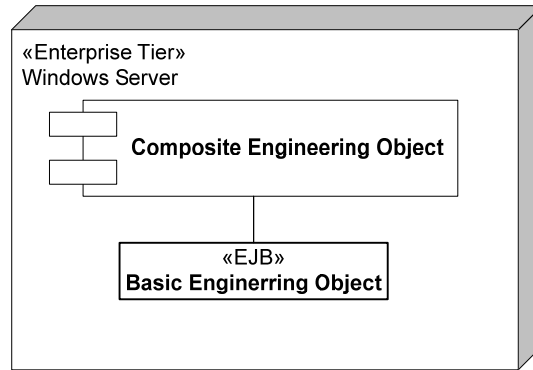 «Enterprise Tier»
Windows Server
Composite Engineering Object
«EJB»
Basic Enginerring Object